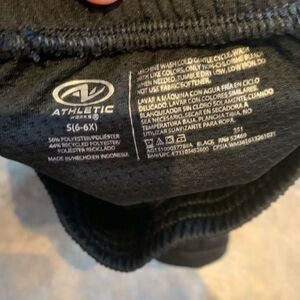 ATHLETIC
WORKS®
S(6-6X)
56% POLYESTER/POLIÉSTER
44% RECYCLED POLYESTER/
POLIÉSTER RECICLADO
MADE IN/HECHO EN INDONESIA
MACHINE WASH COLD GENTLE CYCLE, WASH
WITH LIKE COLORS, ONLY NON-CHLORINE BLEACH
WHEN NEEDED, TUMBLE DRY LOW, LOW IRON, DO
NOT USE FABRIC SOFTENER.
LAVAR A MÁQUINA CON AGUA FRÍA EN CICLO
DELICADO. LAVAR CON COLORES SIMILARES.
SEA NECESARIO, SECAR EN SECADORA A
TEMPERATURA BAJA, PLANCHA TIBIA, NO
UTILIZAR SUAVIZANTE PARA ROPA.
BLACK